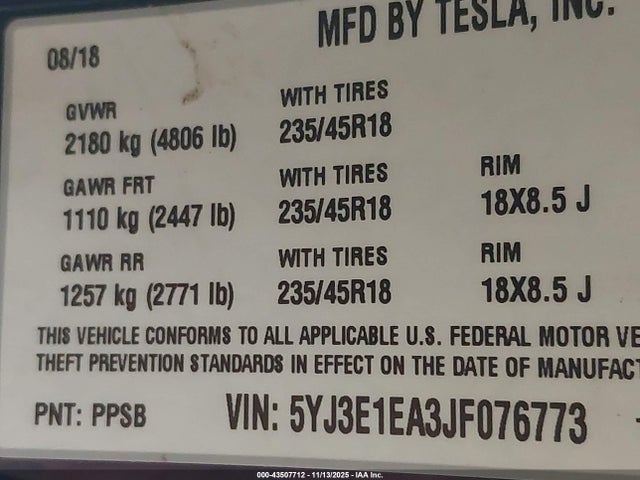 MFD BY TESLA, INC.
08/18
GVWR
2180 kg (4806 lb)
WITH TIRES
235/45R18
GAWR FRT
1110 kg (2447 lb)
WITH TIRES
235/45R18
RIM
18X8.5 J
GAWR RR
1257 kg (2771 lb)
WITH TIRES
235/45R18
RIM
18X8.5 J
THIS VEHICLE CONFORMS TO ALL APPLICABLE U.S. FEDERAL MOTOR VE
THEFT PREVENTION STANDARDS IN EFFECT ON THE DATE OF MANUFACT
PNT: PPSB
VIN: 5YJ3E1EA3JF076773
000-43507712 - 11/13/2025 - IAA Inc.